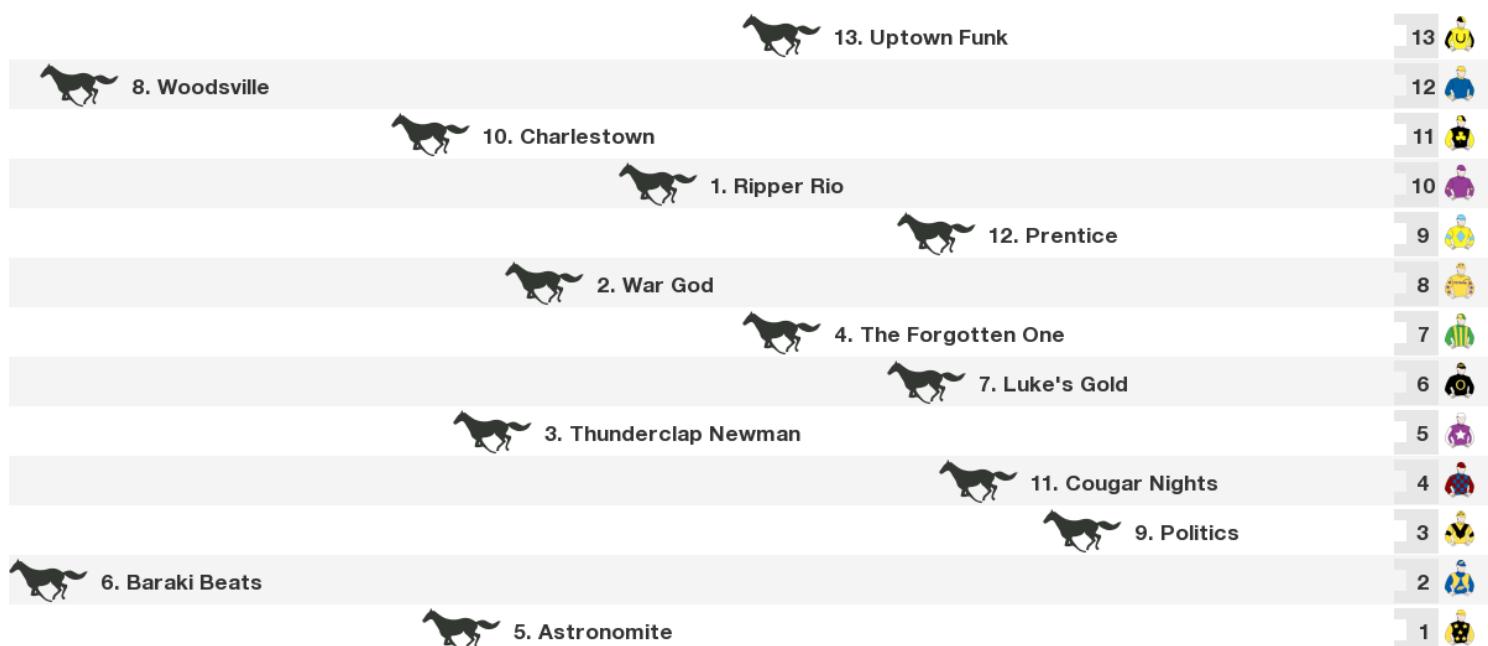 13. Uptown Funk 13
8. Woodsville 12
10. Charlestown 11
1. Ripper Rio 10
12. Prentice 9
2. War God 8
4. The Forgotten One 7
7. Luke's Gold 6
3. Thunderclap Newman 5
11. Cougar Nights 4
9. Politics 3
6. Baraki Beats 2
5. Astronomite 1